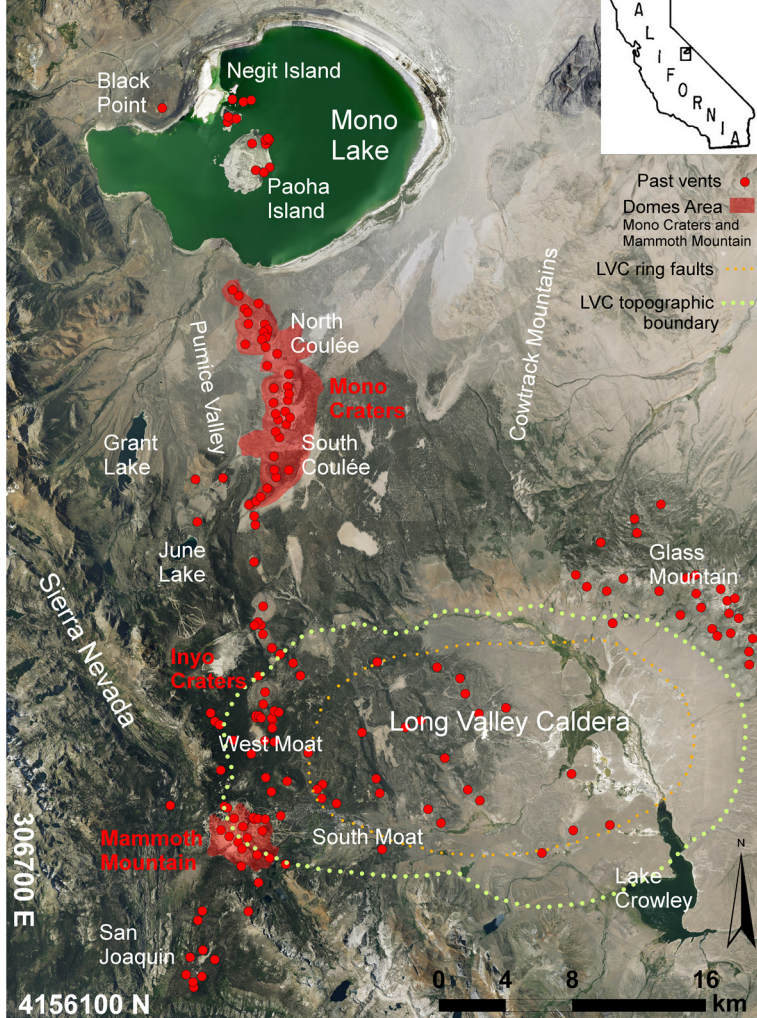 CALIFORNIA
Negit Island
Black
Point
Mono
Lake
Paoha
Island
Past vents
Domes Area
Mono Craters and
Mammoth Mountain
LVC ring faults
LVC topographic
boundary
North
Coulée
Pumice Valley
Cowtrack Mountains
Mono
Craters
Grant
Lake
South
Coulée
June
Lake
Glass
Mountain
Sierra Nevada
Inyo
Craters
Long Valley Caldera
West Moat
Mammoth
Mountain
South Moat
306700 E
Lake
Crowley
N
San
Joaquin
0 4 8 16
km
4156100 N